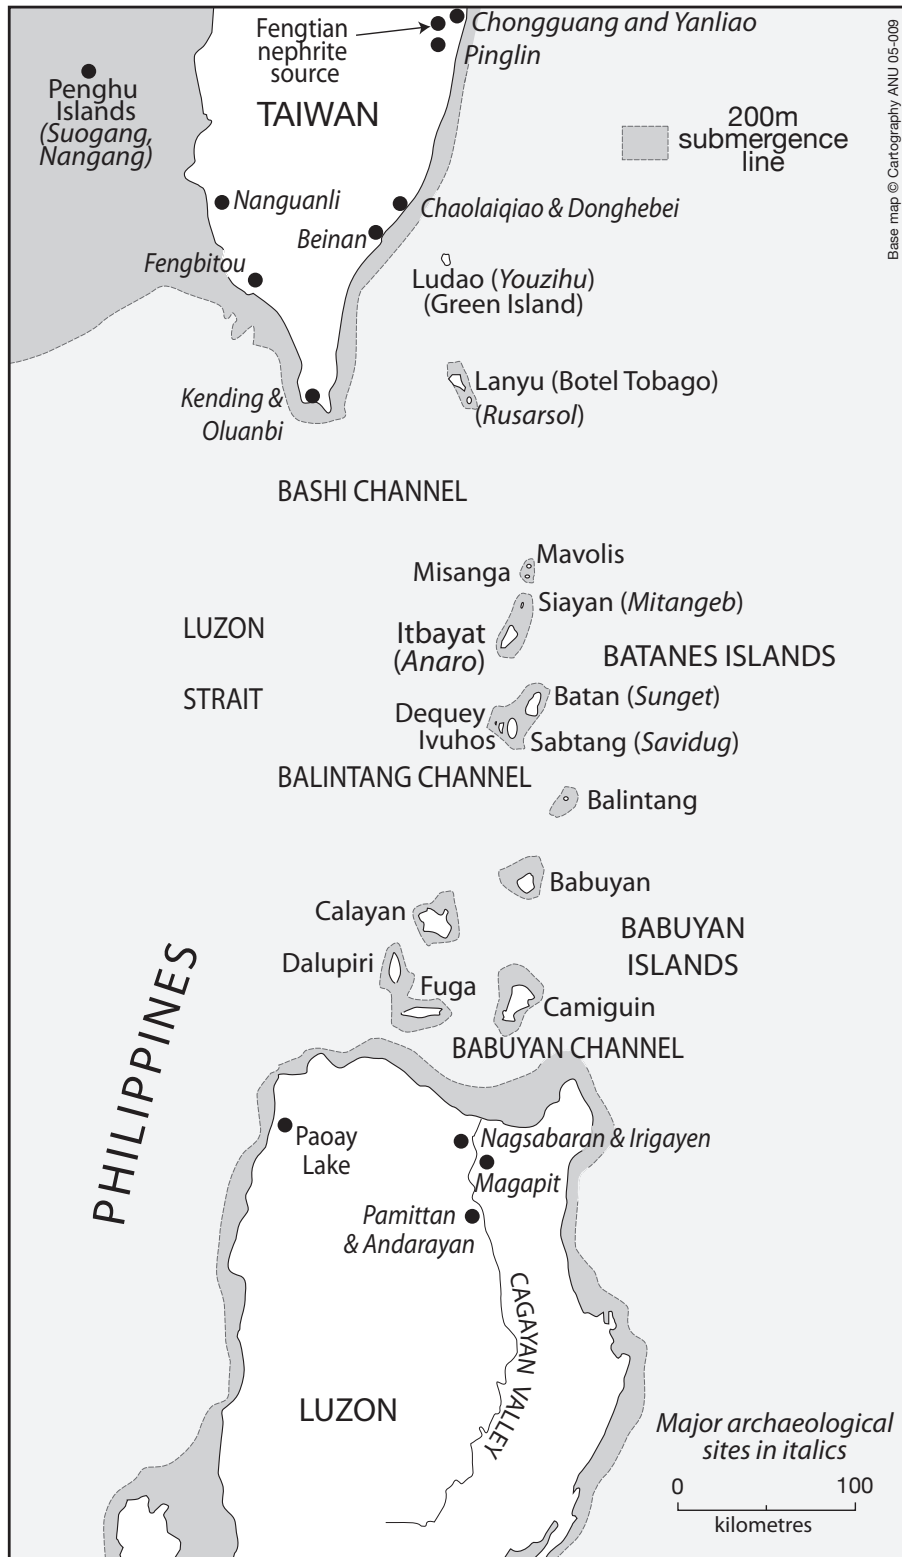 Fengtian
nephrite
source
Chongguang and Yanliao
Pinglin
Penghu
Islands
(Suogang,
Nangang)
TAIWAN
200m
submergence
line
Base map © Cartography ANU 05-009
Nanguanli
Chaolaiqiao & Donghebei
Beinan
Fengbitou
Ludao (Youzihu)
(Green Island)
Lanyu (Botel Tobago)
(Rusarsol)
Kending &
Oluanbi
BASHI CHANNEL
Mavolis
Misanga
Siayan (Mitangeb)
LUZON
STRAIT
Itbayat
(Anaro)
BATANES ISLANDS
Batan (Sunget)
Dequey
Ivuhos
Sabtang (Savidug)
BALINTANG CHANNEL
Balintang
Babuyan
Calayan
BABUYAN
ISLANDS
Dalupiri
Fuga
Camiguin
BABUYAN CHANNEL
PHILIPPINES
Paoay
Lake
Nagsabaran & Irigayen
Magapit
Pamittan
& Andarayan
CAGAYAN VALLEY
LUZON
Major archaeological
sites in italics
0 100
kilometres